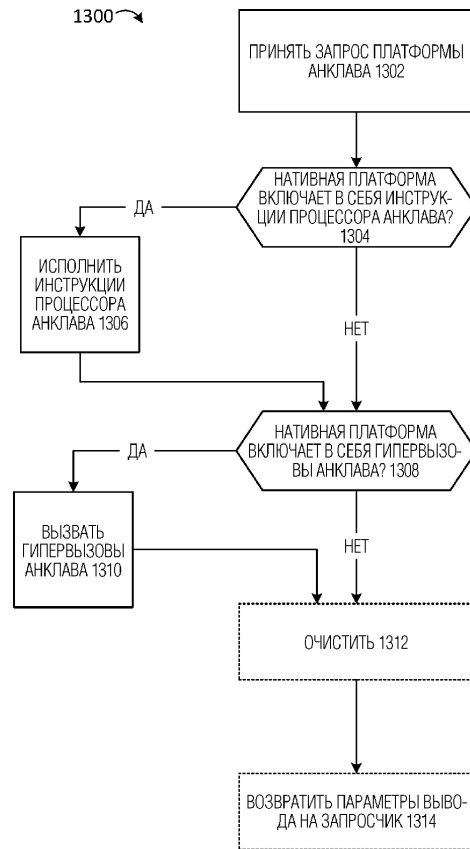 1300
ПРИНЯТЬ ЗАПРОС ПЛАТФОРМЫ
АНКЛАВА 1302
НАТИВНАЯ ПЛАТФОРМА
ВКЛЮЧАЕТ В СЕБЯ ИНСТРУК-
ЦИИ ПРОЦЕССОРА АНКЛАВА?
1304
ДА
ИСПОЛНИТЬ
ИНСТРУКЦИИ
ПРОЦЕССОРА
АНКЛАВА 1306
НЕТ
НАТИВНАЯ ПЛАТФОРМА
ВКЛЮЧАЕТ В СЕБЯ ГИПЕРВЫЗО-
ВЫ АНКЛАВА? 1308
ДА
ВЫЗВАТЬ
ГИПЕРВЫЗОВЫ
АНКЛАВА 1310
НЕТ
ОЧИСТИТЬ 1312
ВОЗВРАТИТЬ ПАРАМЕТРЫ ВЫВО-
ДА НА ЗАПРОСЧИК 1314